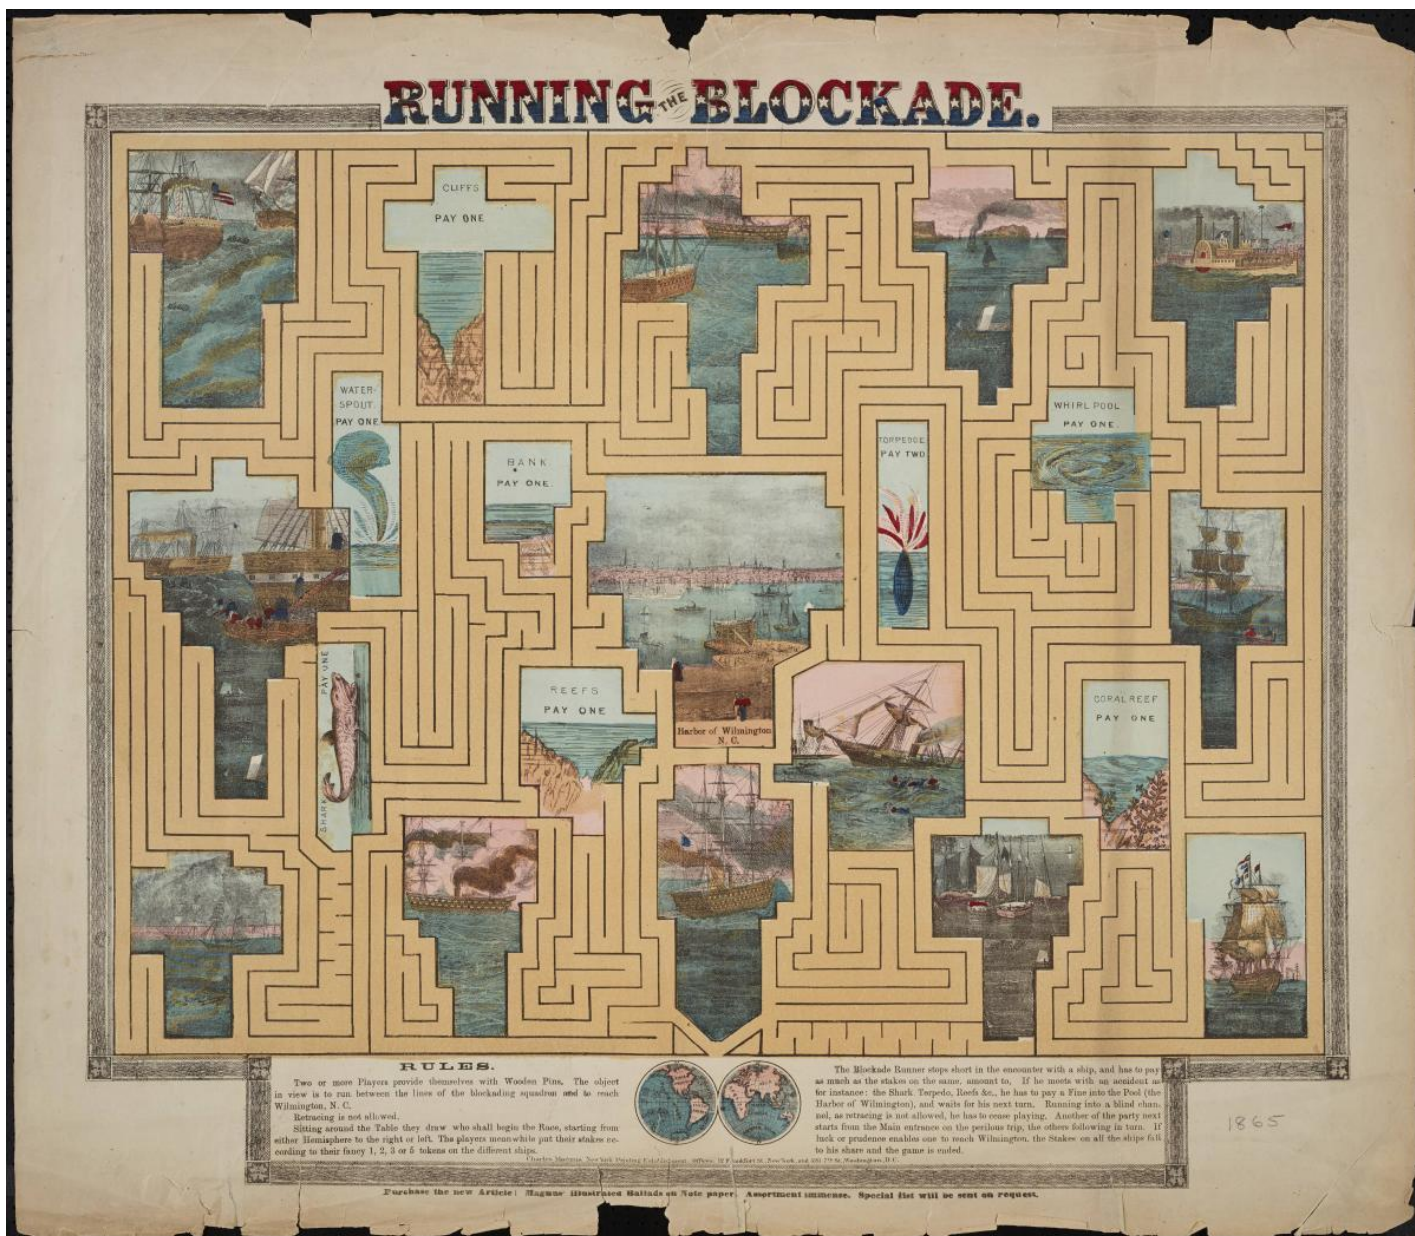 RUNNING THE BLOCKADE.
CLIFFS
PAY ONE
WATER-
SPOUT.
PAY ONE
BANK
PAY ONE.
TORPEDOE
PAY TWO
WHIRLPOOL
PAY ONE.
SHARK PAY ONE
REEFS
PAY ONE
Harbor of Wilmington
N. C.
CORAL REEF
PAY ONE
RULES.
Two or more Players provide themselves with Wooden Pins. The object
in view is to run between the lines of the blockading squadron and to reach
Wilmington, N. C.
Retracing is not allowed.
Sitting around the Table they draw who shall begin the Race, starting from
either Hemisphere to the right or left. The players meanwhile put their stakes ac-
cording to their fancy 1, 2, 3 or 5 tokens on the different ships.
The Blockade Runner stops short in the encounter with a ship, and has to pay
as much as the stakes on the same, amount to. If he meets with an accident as
for instance: the Shark Torpedo, Reefs &c., he has to pay a Fine into the Pool (the
Harbor of Wilmington), and waits for his next turn. Running into a blind chan-
nel, as retracing is not allowed, he has to cease playing. Another of the party next
starts from the Main entrance on the perilous trip, the others following in turn. If
luck or prudence enables one to reach Wilmington, the Stakes on all the ships fall
to his share and the game is ended.
1865
Charles Magnus, New York Washington, D.C.
Purchase the new Article: Magnus' illustrated Ballads on Note paper. Assortment immense. Special list will be sent on request.